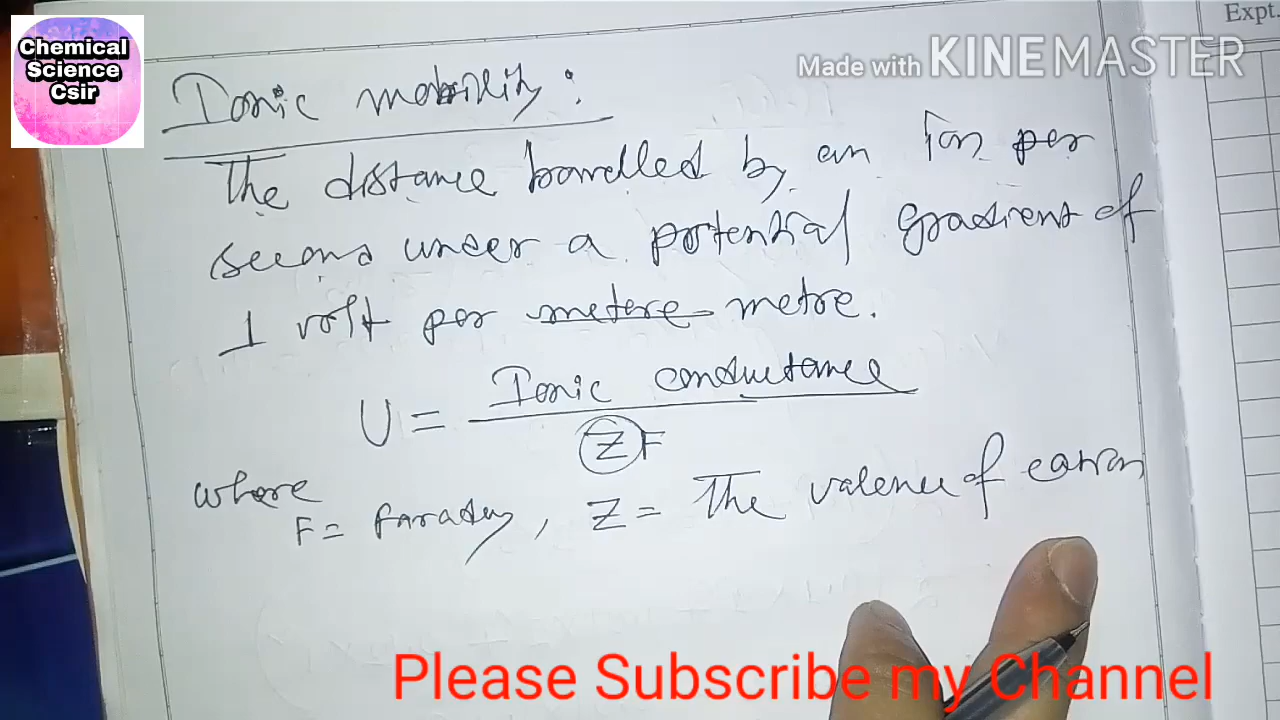 Chemical
Science
Csir
Made with KINEMASTER
Expt.
Ionic mobility :
The distance travelled by an Ion per
second under a potential gradient of
1 volt per metere metre.
U = Ionic conductance
ZF
where
F = faraday, Z = The valence of cation
Please Subscribe my Channel